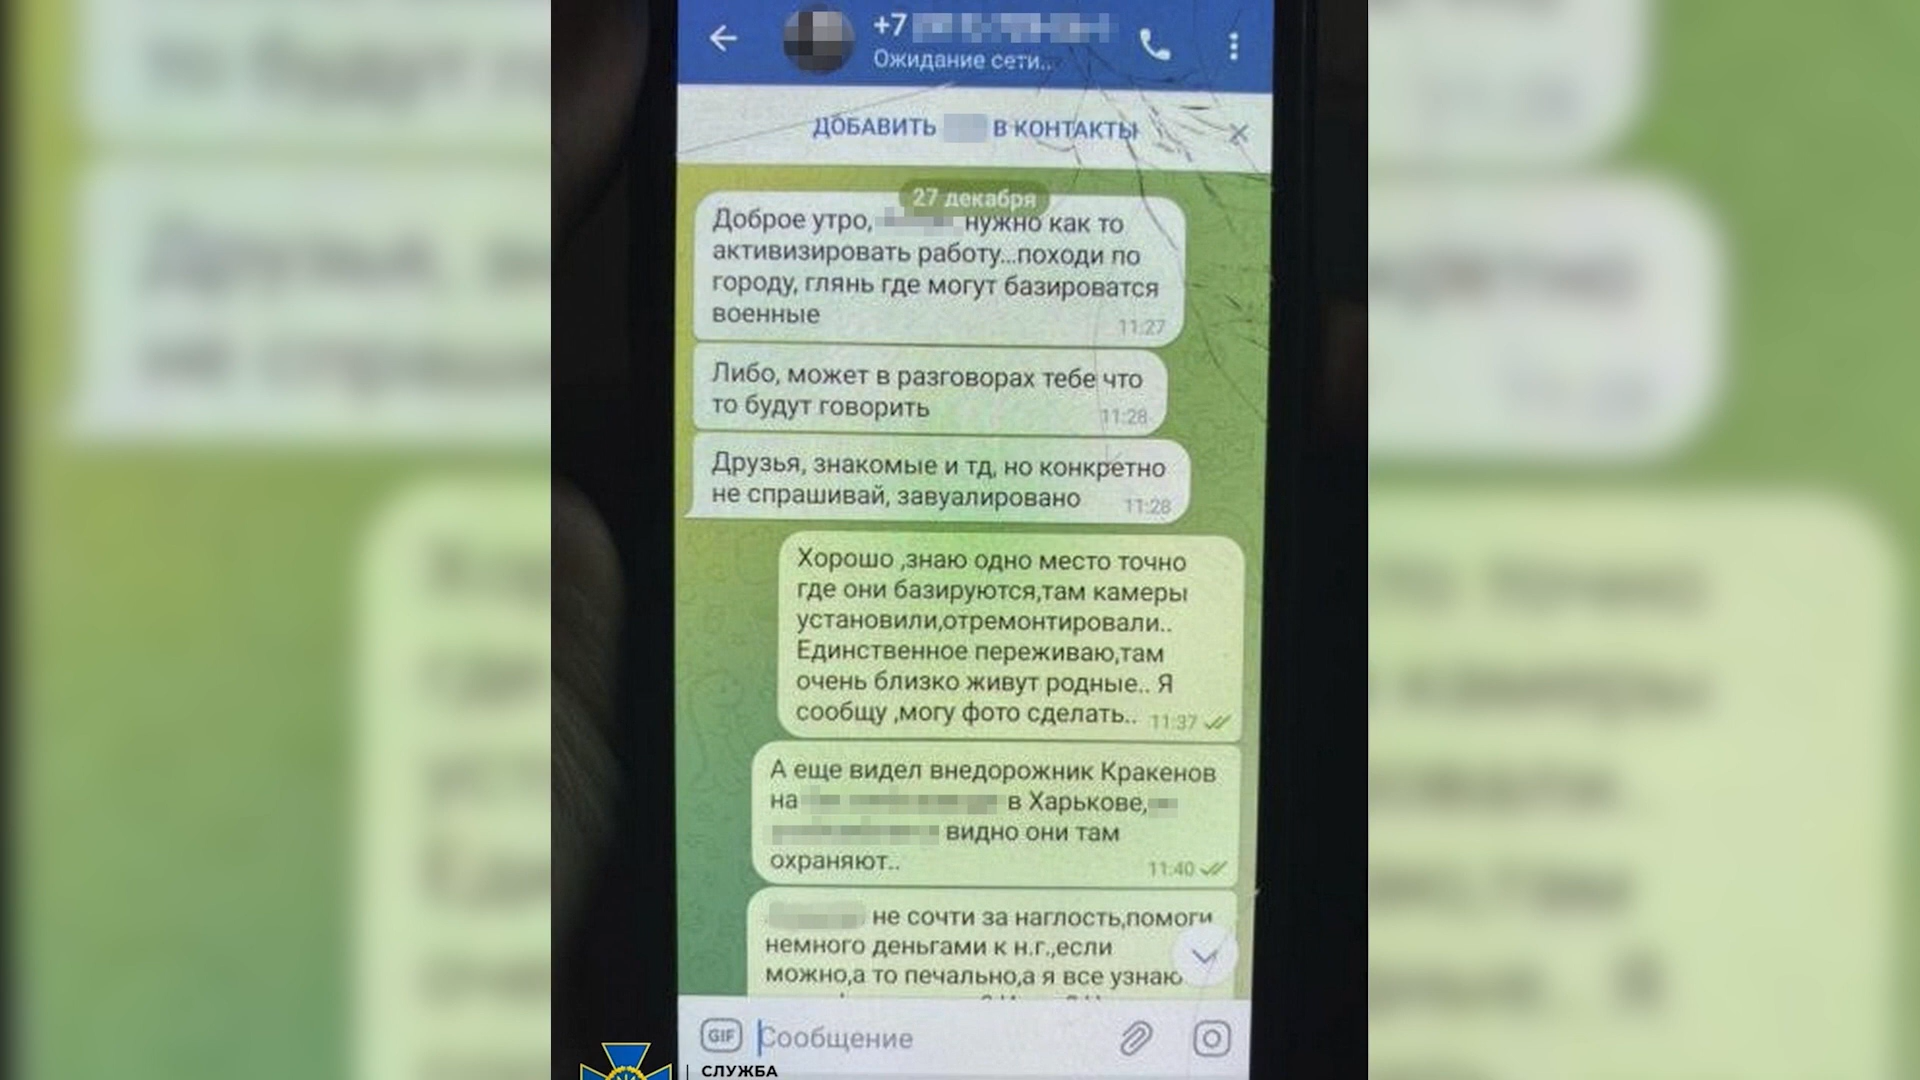 +7
Ожидание сети...
ДОБАВИТЬ В КОНТАКТЫ
27 декабря
Доброе утро, нужно как то
активизировать работу...походи по
городу, глянь где могут базироватся
военные
11:27
Либо, может в разговорах тебе что
то будут говорить
11:28
Друзья, знакомые и тд, но конкретно
не спрашивай, завуалировано
11:28
Хорошо ,знаю одно место точно
где они базируются,там камеры
установили,отремонтировали..
Единственное переживаю,там
очень близко живут родные.. Я
сообщу ,могу фото сделать..
11:37
А еще видел внедорожник Кракенов
на в Харькове,
видно они там
охраняют..
11:40
не сочти за наглость,помоги
немного деньгами к н.г.,если
можно,а то печально,а я все узнаю
GIF
Сообщение
СЛУЖБА